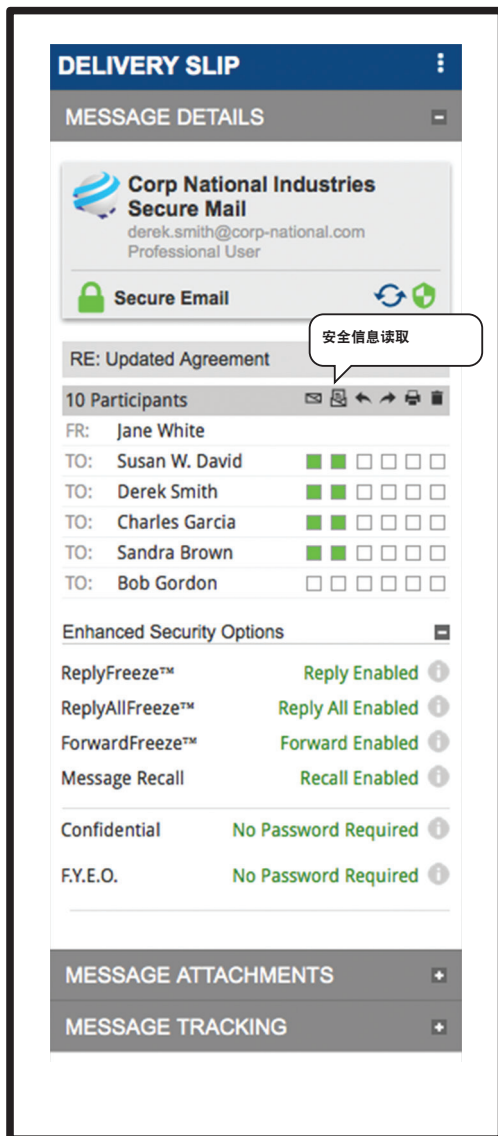 DELIVERY SLIP
MESSAGE DETAILS
Corp National Industries
Secure Mail
derek.smith@corp-national.com
Professional User
Secure Email
安全信息读取
RE: Updated Agreement
10 Participants
FR: Jane White
TO: Susan W. David
TO: Derek Smith
TO: Charles Garcia
TO: Sandra Brown
TO: Bob Gordon
Enhanced Security Options
ReplyFreeze™ Reply Enabled
ReplyAllFreeze™ Reply All Enabled
ForwardFreeze™ Forward Enabled
Message Recall Recall Enabled
Confidential No Password Required
F.Y.E.O. No Password Required
MESSAGE ATTACHMENTS
MESSAGE TRACKING